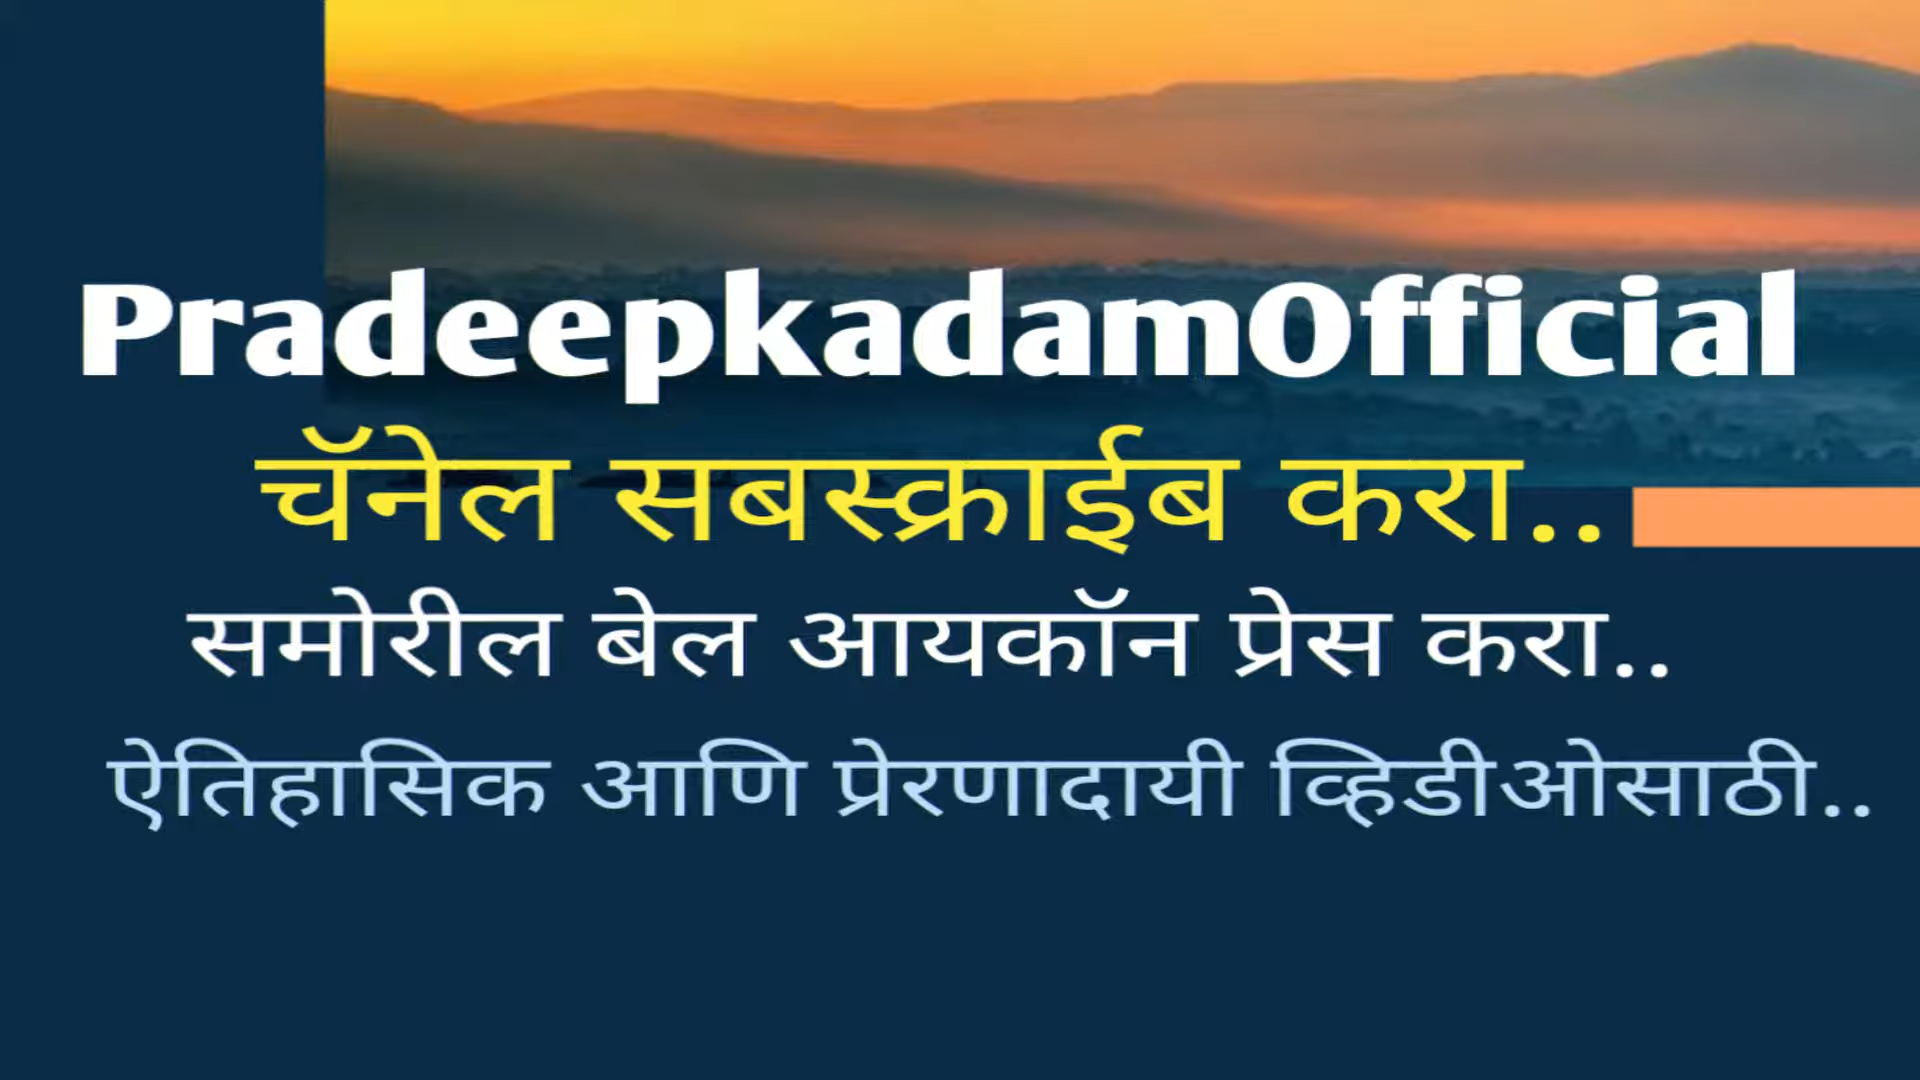 PradeepkadamOfficial
चॅनेल सबस्क्राईब करा..
समोरील बेल आयकॉन प्रेस करा..
ऐतिहासिक आणि प्रेरणादायी व्हिडीओसाठी..